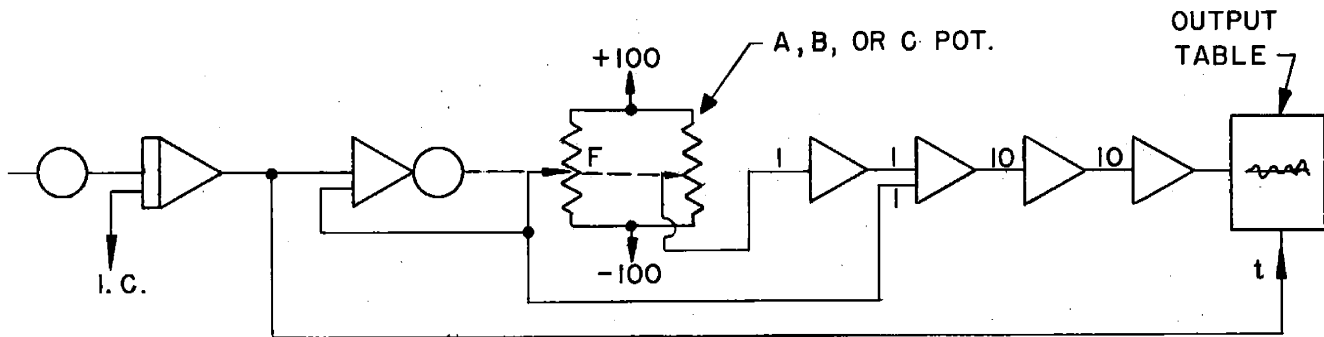 OUTPUT
TABLE
A, B, OR C POT.
+100
F
1
1
1
10
10
-100
I. C.
t